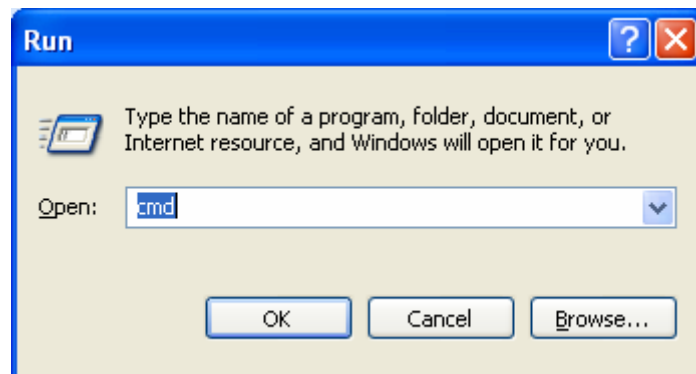 Run
Type the name of a program, folder, document, or
Internet resource, and Windows will open it for you.
Open: cmd
OK Cancel Browse...